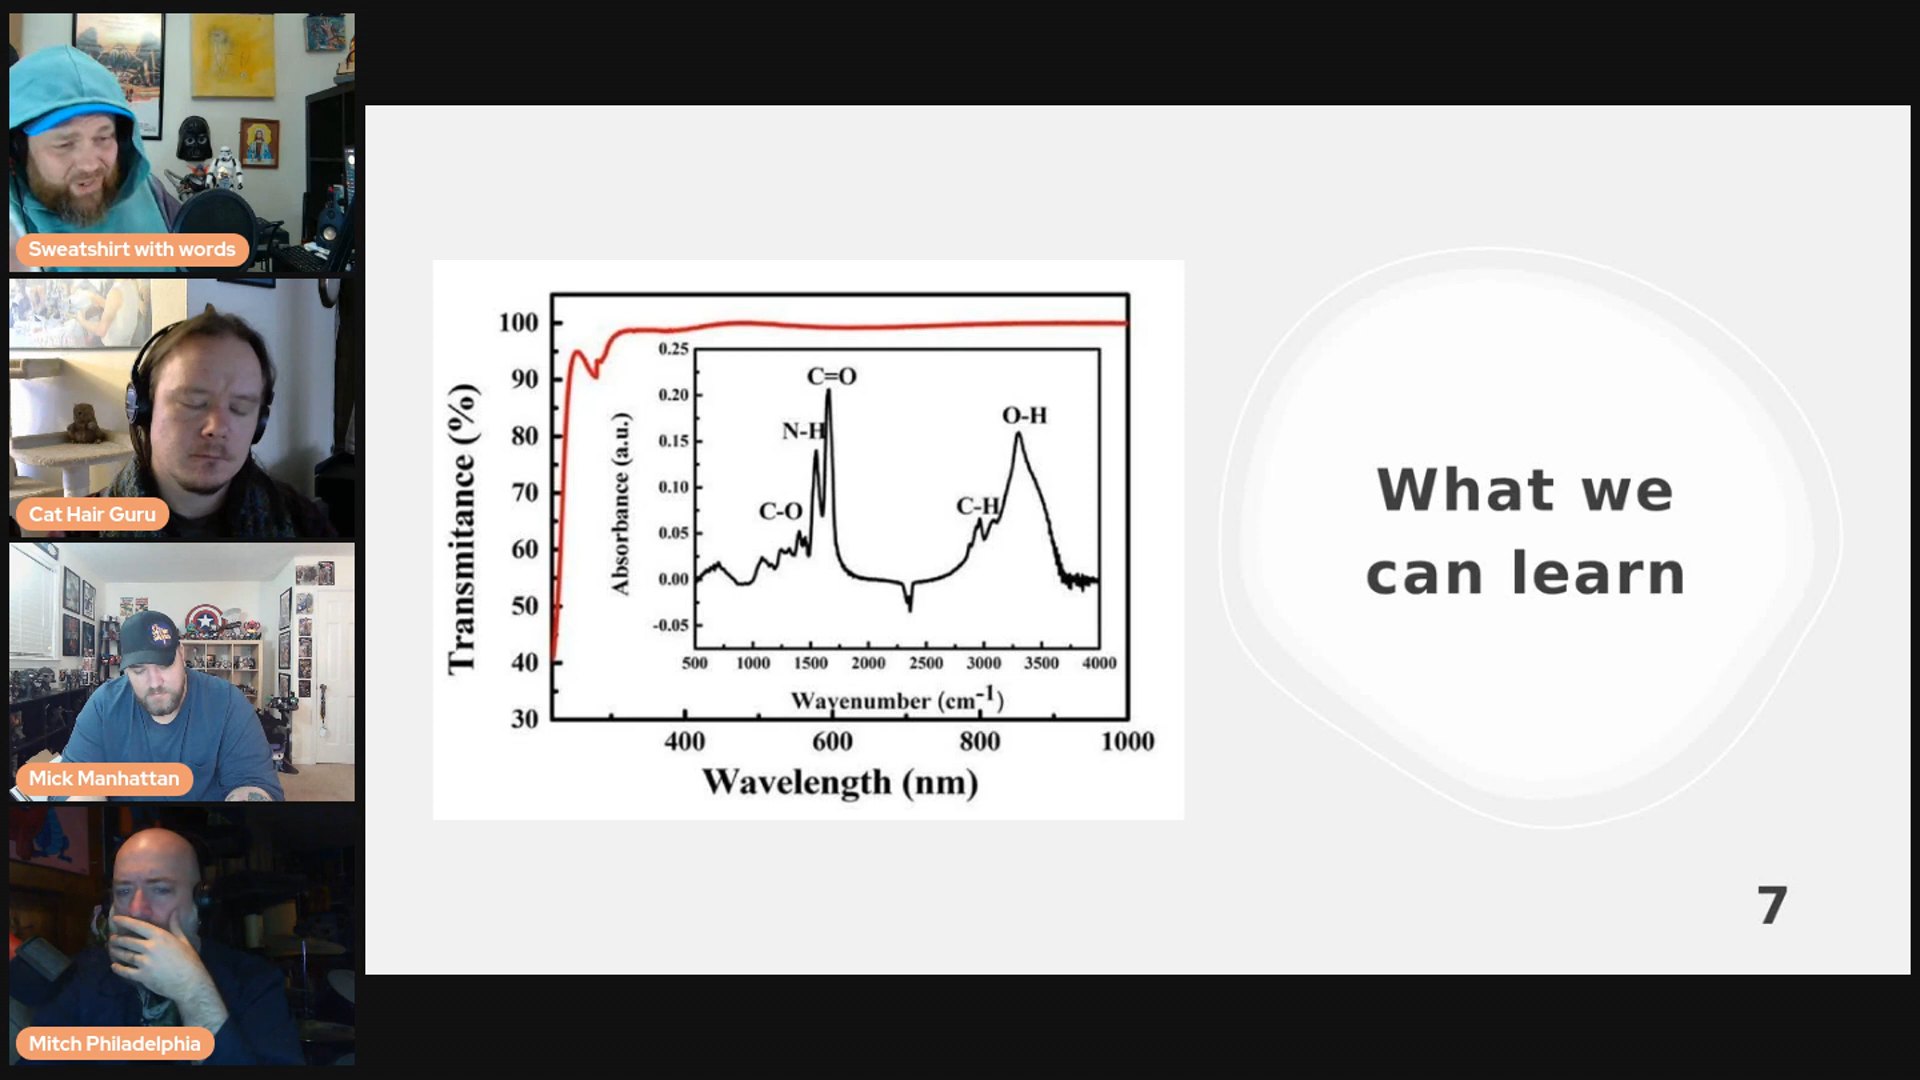 Sweatshirt with words
Cat Hair Guru
Mick Manhattan
Mitch Philadelphia
Transmitance (%)
100
90
80
70
60
50
40
30
400
600
800
1000
Wavelength (nm)
Absorbance (a.u.)
0.25
0.20
0.15
0.10
0.05
0.00
-0.05
500
1000
1500
2000
2500
3000
3500
4000
Wavenumber (cm-1)
C=O
N-H
C-O
O-H
C-H
What we
can learn
7